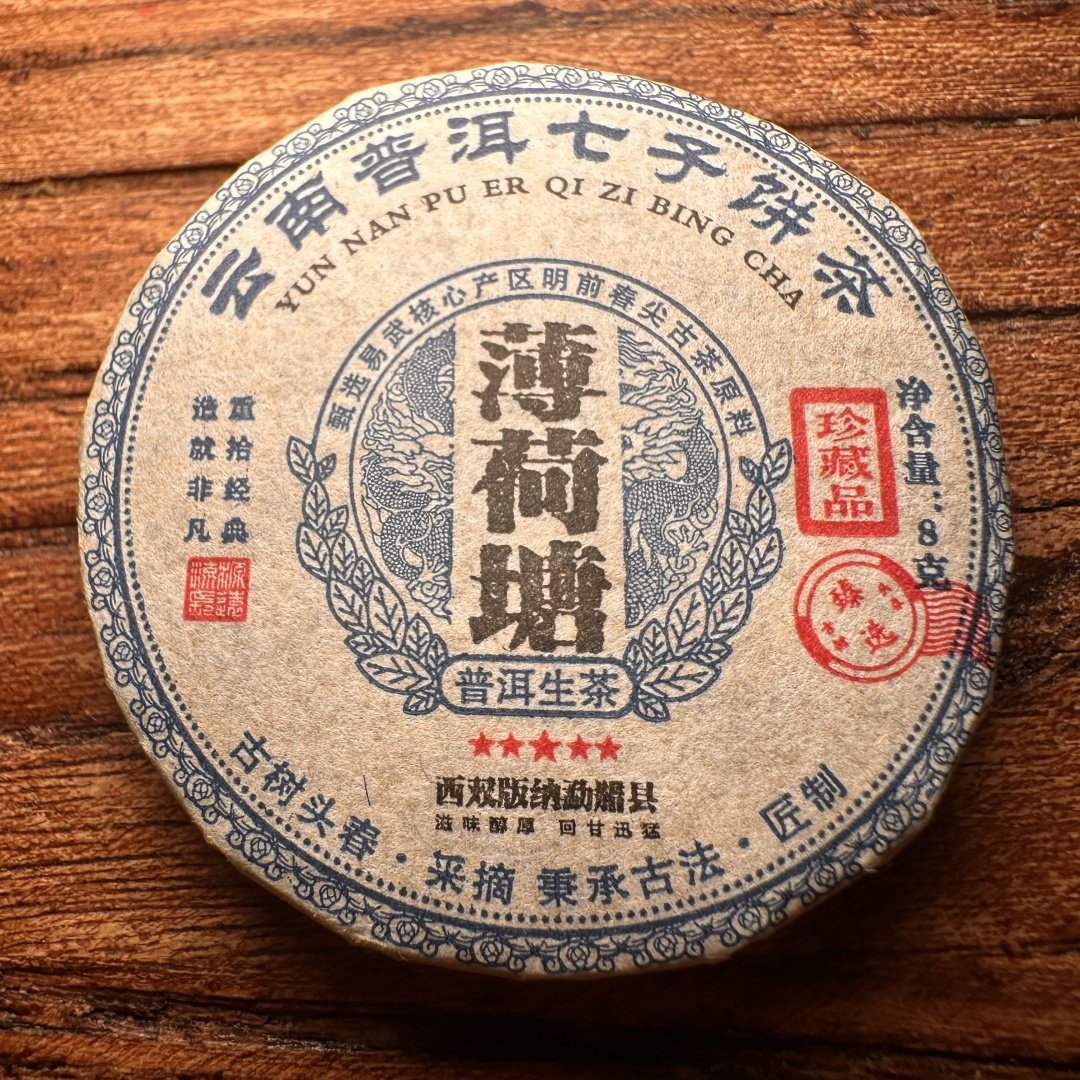 云南普洱七子饼茶
YUN NAN PU ER QI ZI BING CHA
甄选易武核心产区明前春尖古茶原料
薄荷塘
普洱生茶
重拾经典
造就非凡
珍藏品
净含量：8克
臻选
西双版纳勐腊县
滋味醇厚 回甘迅猛
古树头春·采摘 秉承古法·匠制